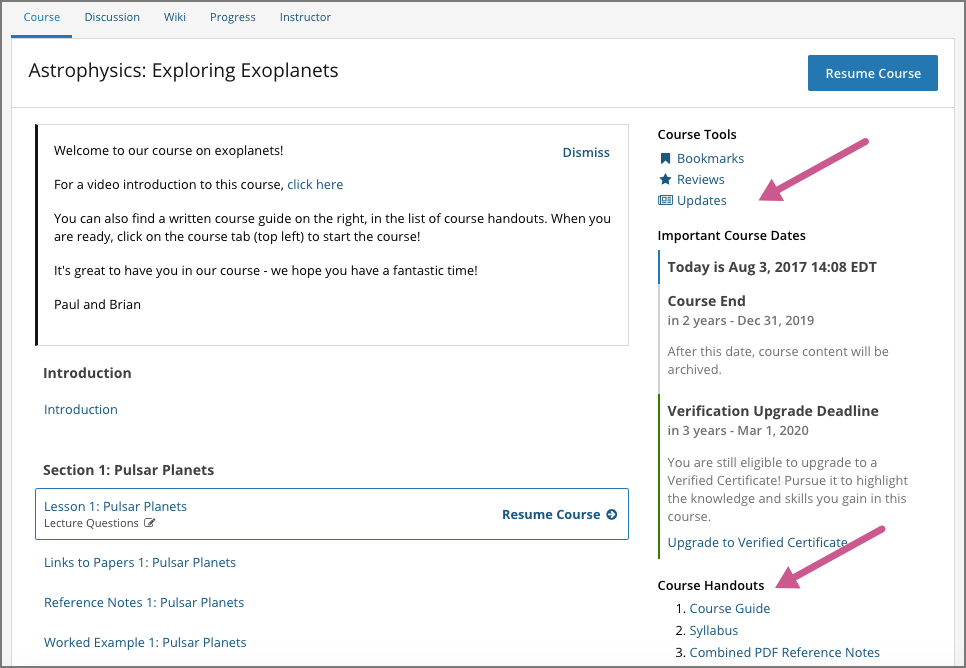 Course
Discussion
Wiki
Progress
Instructor
Astrophysics: Exploring Exoplanets
Resume Course
Welcome to our course on exoplanets!
Dismiss
For a video introduction to this course, click here
You can also find a written course guide on the right, in the list of course handouts. When you
are ready, click on the course tab (top left) to start the course!
It's great to have you in our course - we hope you have a fantastic time!
Paul and Brian
Introduction
Introduction
Section 1: Pulsar Planets
Lesson 1: Pulsar Planets
Lecture Questions
Resume Course
Links to Papers 1: Pulsar Planets
Reference Notes 1: Pulsar Planets
Worked Example 1: Pulsar Planets
Course Tools
Bookmarks
Reviews
Updates
Important Course Dates
Today is Aug 3, 2017 14:08 EDT
Course End
in 2 years - Dec 31, 2019
After this date, course content will be
archived.
Verification Upgrade Deadline
in 3 years - Mar 1, 2020
You are still eligible to upgrade to a
Verified Certificate! Pursue it to highlight
the knowledge and skills you gain in this
course.
Upgrade to Verified Certificate
Course Handouts
1. Course Guide
2. Syllabus
3. Combined PDF Reference Notes